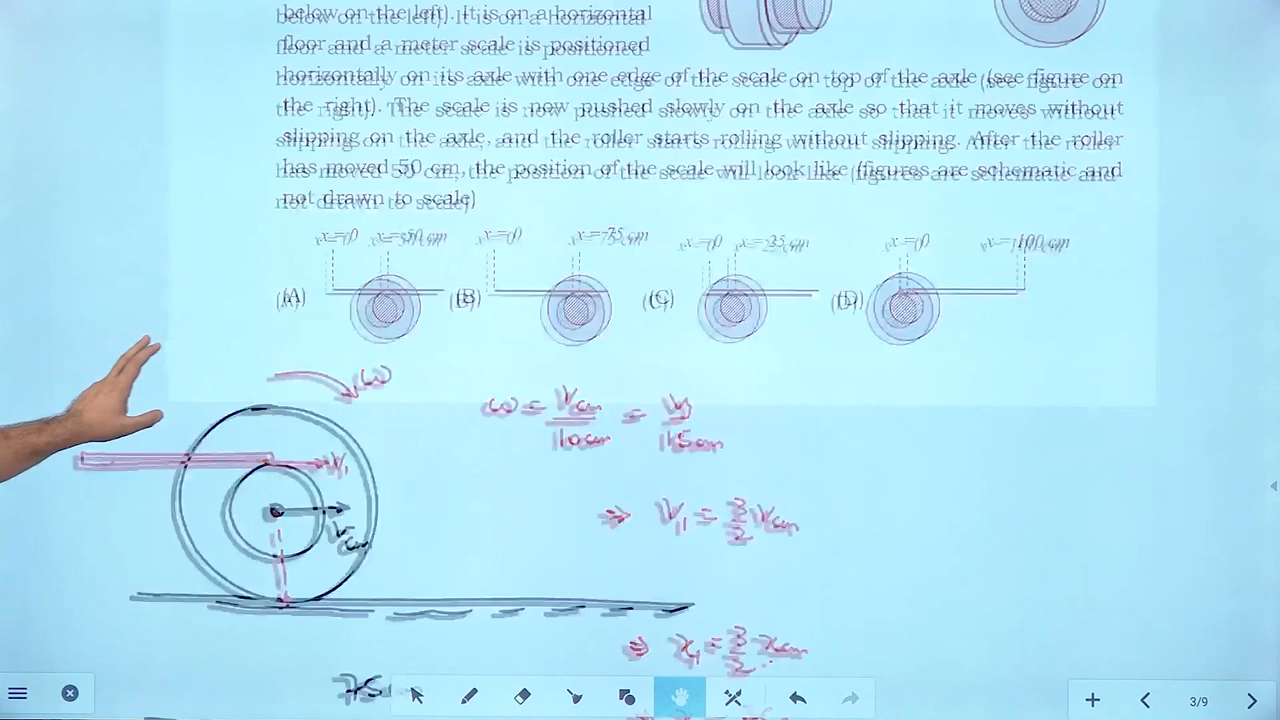 below on the left). It is on a horizontal
floor and a meter scale is positioned
horizontally on its axle with one edge of the scale on top of the axle (see figure on
the right). The scale is now pushed slowly on the axle so that it moves without
slipping on the axle, and the roller starts rolling without slipping. After the roller
has moved 50 cm, the position of the scale will look like (figures are schematic and
not drawn to scale)
x = 0 x = 50 cm x = 0 x = 75 cm x = 0 x = 25 cm x = 0 x = 100 cm
(A) (B) (C) (D)
ω
ω = Vcm/10cm = V1/15cm
V1
⇒ V1 = 3/2 Vcm
Vcm
⇒ x1 = 3/2 xcm
75
3/9